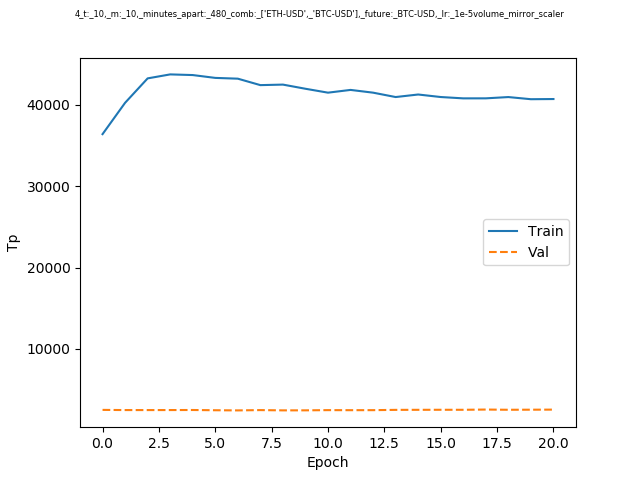 4_t:_10,_m:_10,_minutes_apart:_480_comb:_['ETH-USD',_'BTC-USD'],_future:_BTC-USD,_lr:_1e-5volume_mirror_scaler
40000
30000
20000
10000
Tp
Train
Val
0.0 2.5 5.0 7.5 10.0 12.5 15.0 17.5 20.0
Epoch